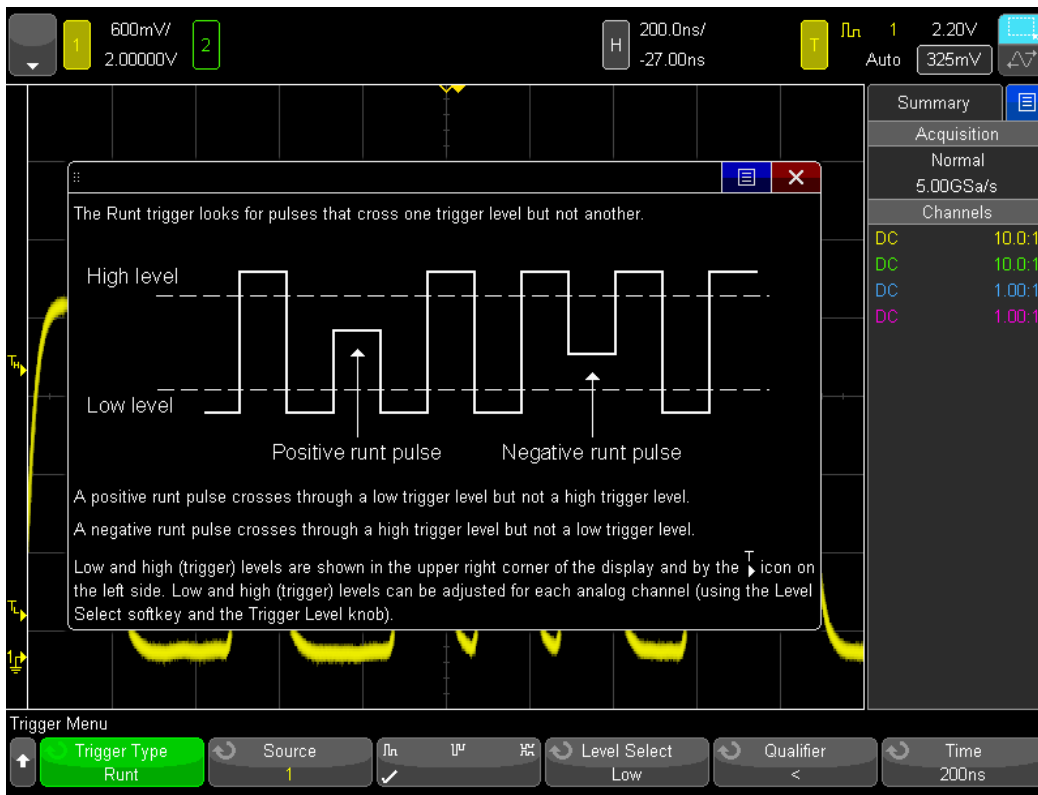 1 600mV/ 2 H 200.0ns/ T 1 2.20V
2.00000V -27.00ns Auto 325mV
Summary
Acquisition
Normal
5.00GSa/s
Channels
DC 10.0:1
DC 10.0:1
DC 1.00:1
DC 1.00:1
The Runt trigger looks for pulses that cross one trigger level but not another.
High level
Low level
Positive runt pulse Negative runt pulse
A positive runt pulse crosses through a low trigger level but not a high trigger level.
A negative runt pulse crosses through a high trigger level but not a low trigger level.
Low and high (trigger) levels are shown in the upper right corner of the display and by the T icon on
the left side. Low and high (trigger) levels can be adjusted for each analog channel (using the Level
Select softkey and the Trigger Level knob).
TH
TL
1
Trigger Menu
Trigger Type Source Level Select Qualifier Time
Runt 1 Low < 200ns